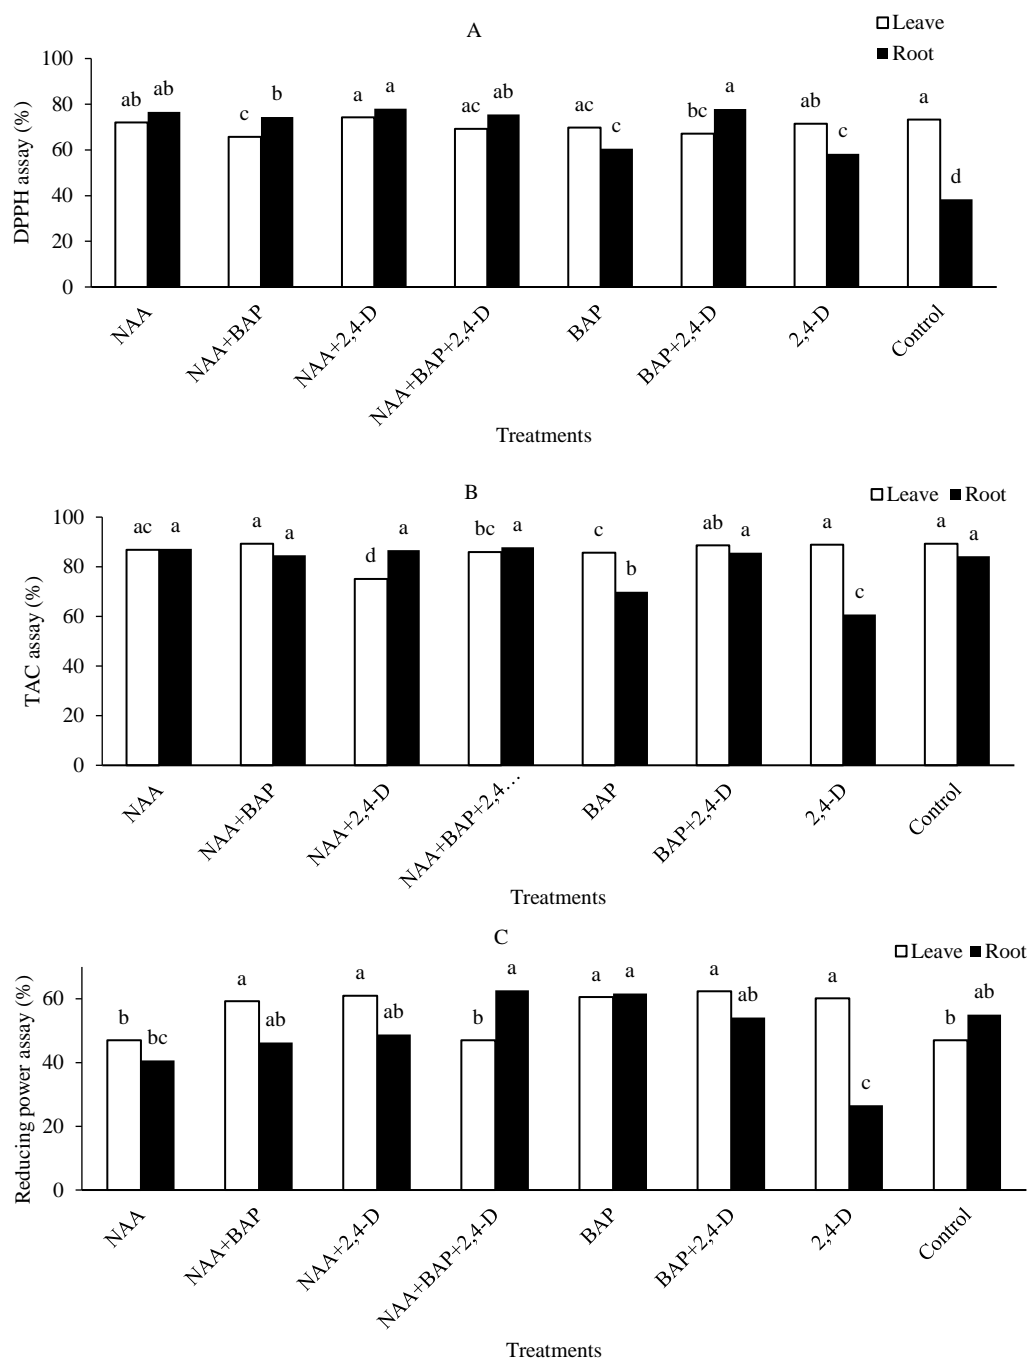 A
Leave
Root
DPPH assay (%)
100
80
60
40
20
0
ab ab c b a a ac ab ac c bc a ab c a d
NAA
NAA+BAP
NAA+2,4-D
NAA+BAP+2,4-D
BAP
BAP+2,4-D
2,4-D
Control
Treatments
B
Leave Root
TAC assay (%)
100
80
60
40
20
0
ac a a a d a bc a c b ab a a c a a
NAA
NAA+BAP
NAA+2,4-D
NAA+BAP+2,4…
BAP
BAP+2,4-D
2,4-D
Control
Treatments
C
Leave Root
Reducing power assay (%)
60
40
20
0
b bc a ab a ab b a a a a ab a c b ab
NAA
NAA+BAP
NAA+2,4-D
NAA+BAP+2,4-D
BAP
BAP+2,4-D
2,4-D
Control
Treatments